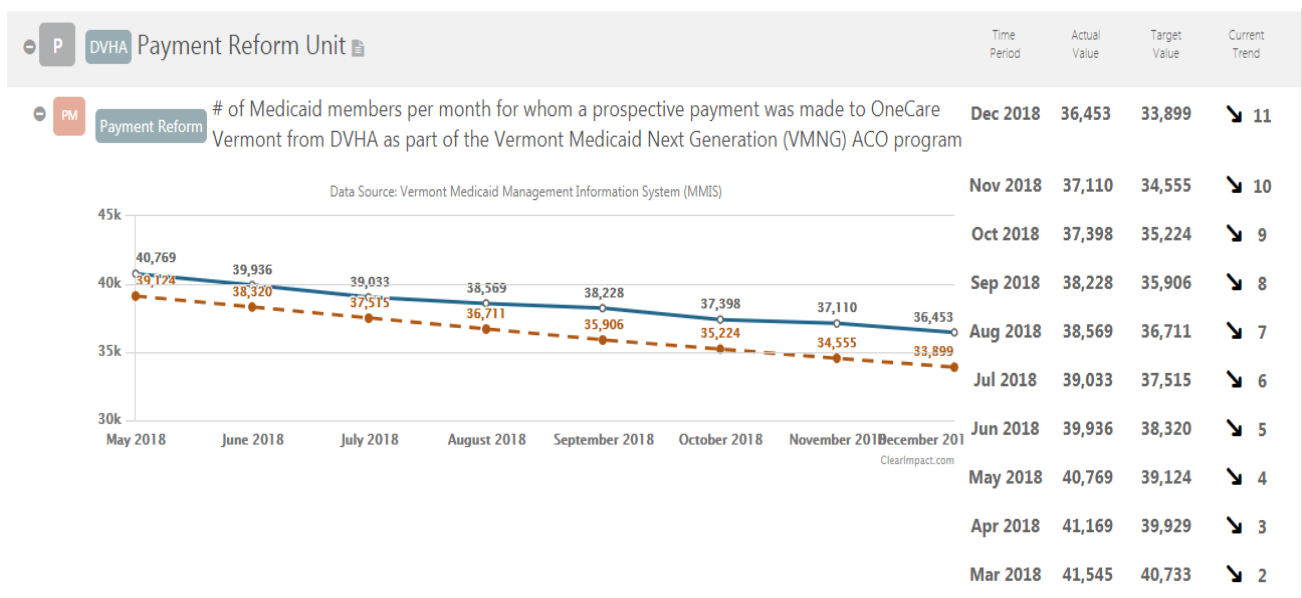 P DVHA Payment Reform Unit
Time Period Actual Value Target Value Current Trend
PM Payment Reform # of Medicaid members per month for whom a prospective payment was made to OneCare
Vermont from DVHA as part of the Vermont Medicaid Next Generation (VMNG) ACO program
Data Source: Vermont Medicaid Management Information System (MMIS)
45k
40k
35k
30k
40,769
39,936
39,033
38,569
38,228
37,398
37,110
36,453
39,124
38,320
37,515
36,711
35,906
35,224
34,555
33,899
May 2018 June 2018 July 2018 August 2018 September 2018 October 2018 November 201 December 201
ClearImpact.com
Dec 2018 36,453 33,899 ↘ 11
Nov 2018 37,110 34,555 ↘ 10
Oct 2018 37,398 35,224 ↘ 9
Sep 2018 38,228 35,906 ↘ 8
Aug 2018 38,569 36,711 ↘ 7
Jul 2018 39,033 37,515 ↘ 6
Jun 2018 39,936 38,320 ↘ 5
May 2018 40,769 39,124 ↘ 4
Apr 2018 41,169 39,929 ↘ 3
Mar 2018 41,545 40,733 ↘ 2